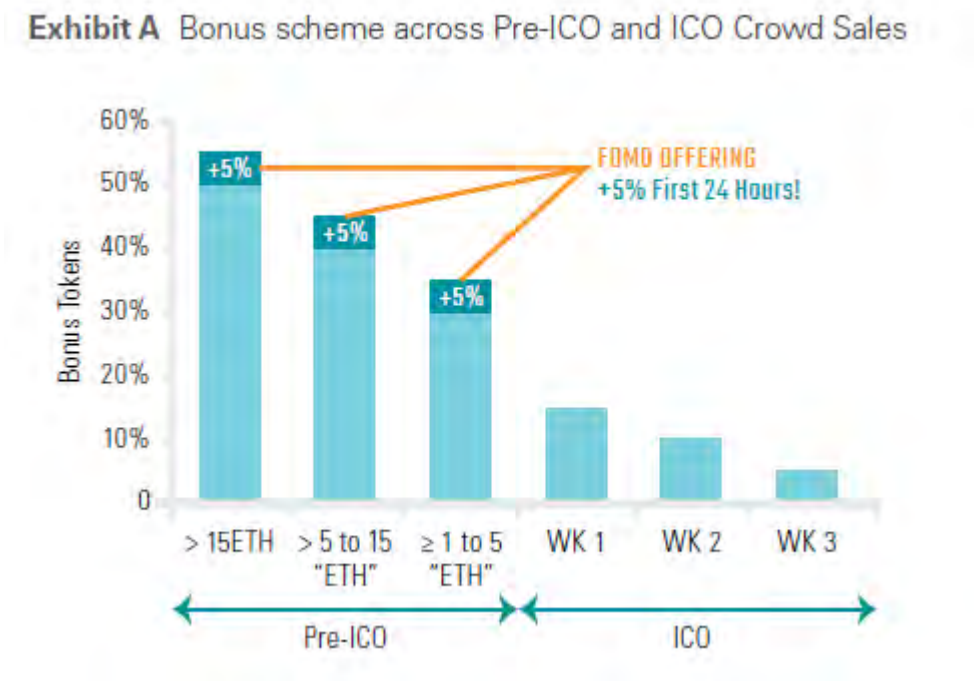 Exhibit A Bonus scheme across Pre-ICO and ICO Crowd Sales
60%
50%
40%
30%
20%
10%
0
Bonus Tokens
+5%
+5%
+5%
FOMO OFFERING
+5% First 24 Hours!
> 15ETH
> 5 to 15
"ETH"
≥ 1 to 5
"ETH"
WK 1
WK 2
WK 3
Pre-ICO
ICO